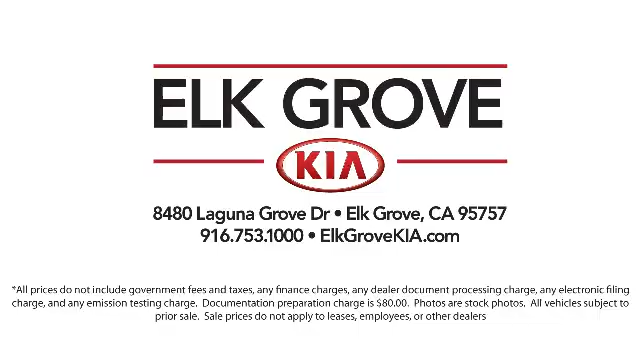 ELK GROVE
KIA
8480 Laguna Grove Dr • Elk Grove, CA 95757
916.753.1000 • ElkGroveKIA.com
*All prices do not include government fees and taxes, any finance charges, any dealer document processing charge, any electronic filing
charge, and any emission testing charge. Documentation preparation charge is $80.00. Photos are stock photos. All vehicles subject to
prior sale. Sale prices do not apply to leases, employees, or other dealers